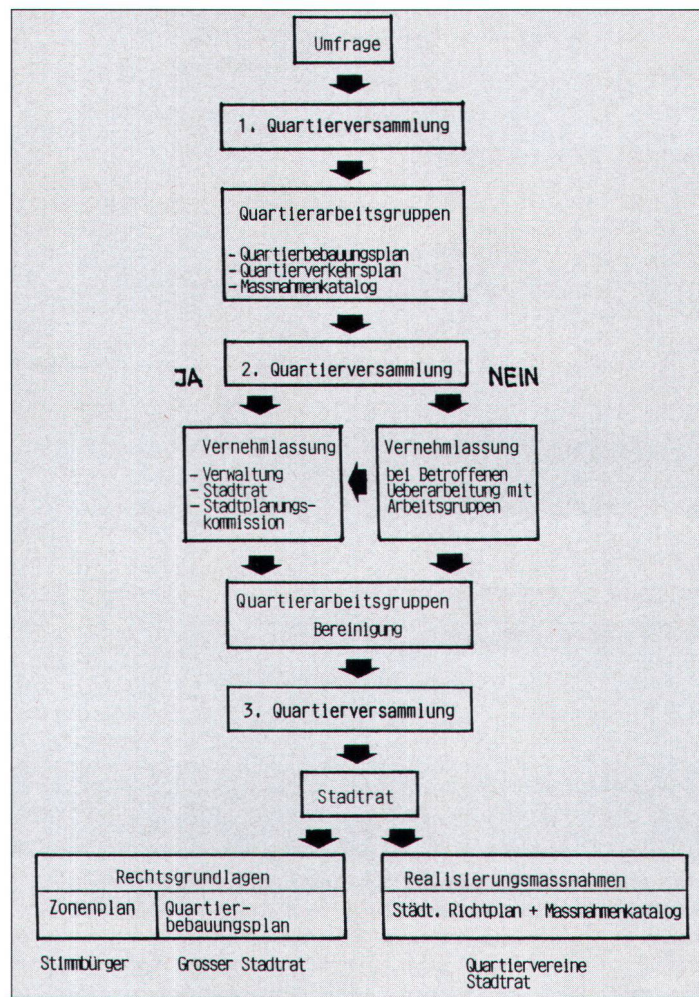 Umfrage
1. Quartierversammlung
Quartierarbeitsgruppen
- Quartierbebauungsplan
- Quartierverkehrsplan
- Massnahmenkatalog
2. Quartierversammlung
JA
NEIN
Vernehmlassung
- Verwaltung
- Stadtrat
- Stadtplanungs-
kommission
Vernehmlassung
bei Betroffenen
Ueberarbeitung mit
Arbeitsgruppen
Quartierarbeitsgruppen
Bereinigung
3. Quartierversammlung
Stadtrat
Rechtsgrundlagen
Zonenplan
Quartier-
bebauungsplan
Stimmbürger
Grosser Stadtrat
Realisierungsmassnahmen
Städt. Richtplan + Massnahmenkatalog
Quartiervereine
Stadtrat